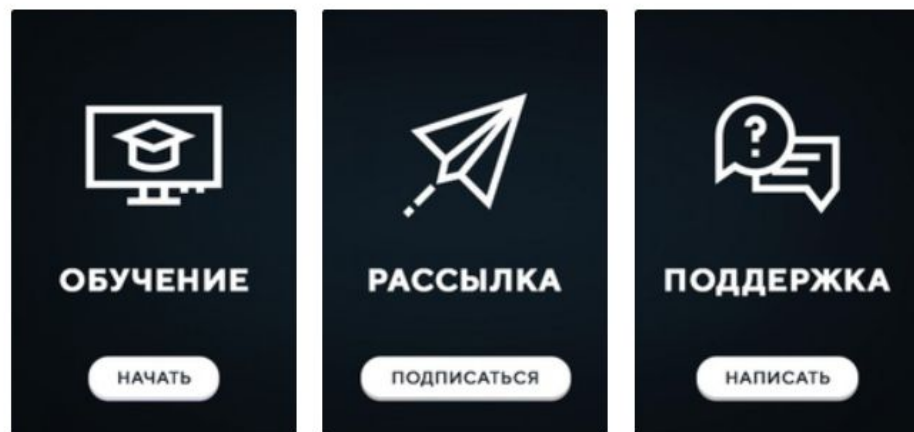 ОБУЧЕНИЕ
НАЧАТЬ
РАССЫЛКА
ПОДПИСАТЬСЯ
ПОДДЕРЖКА
НАПИСАТЬ